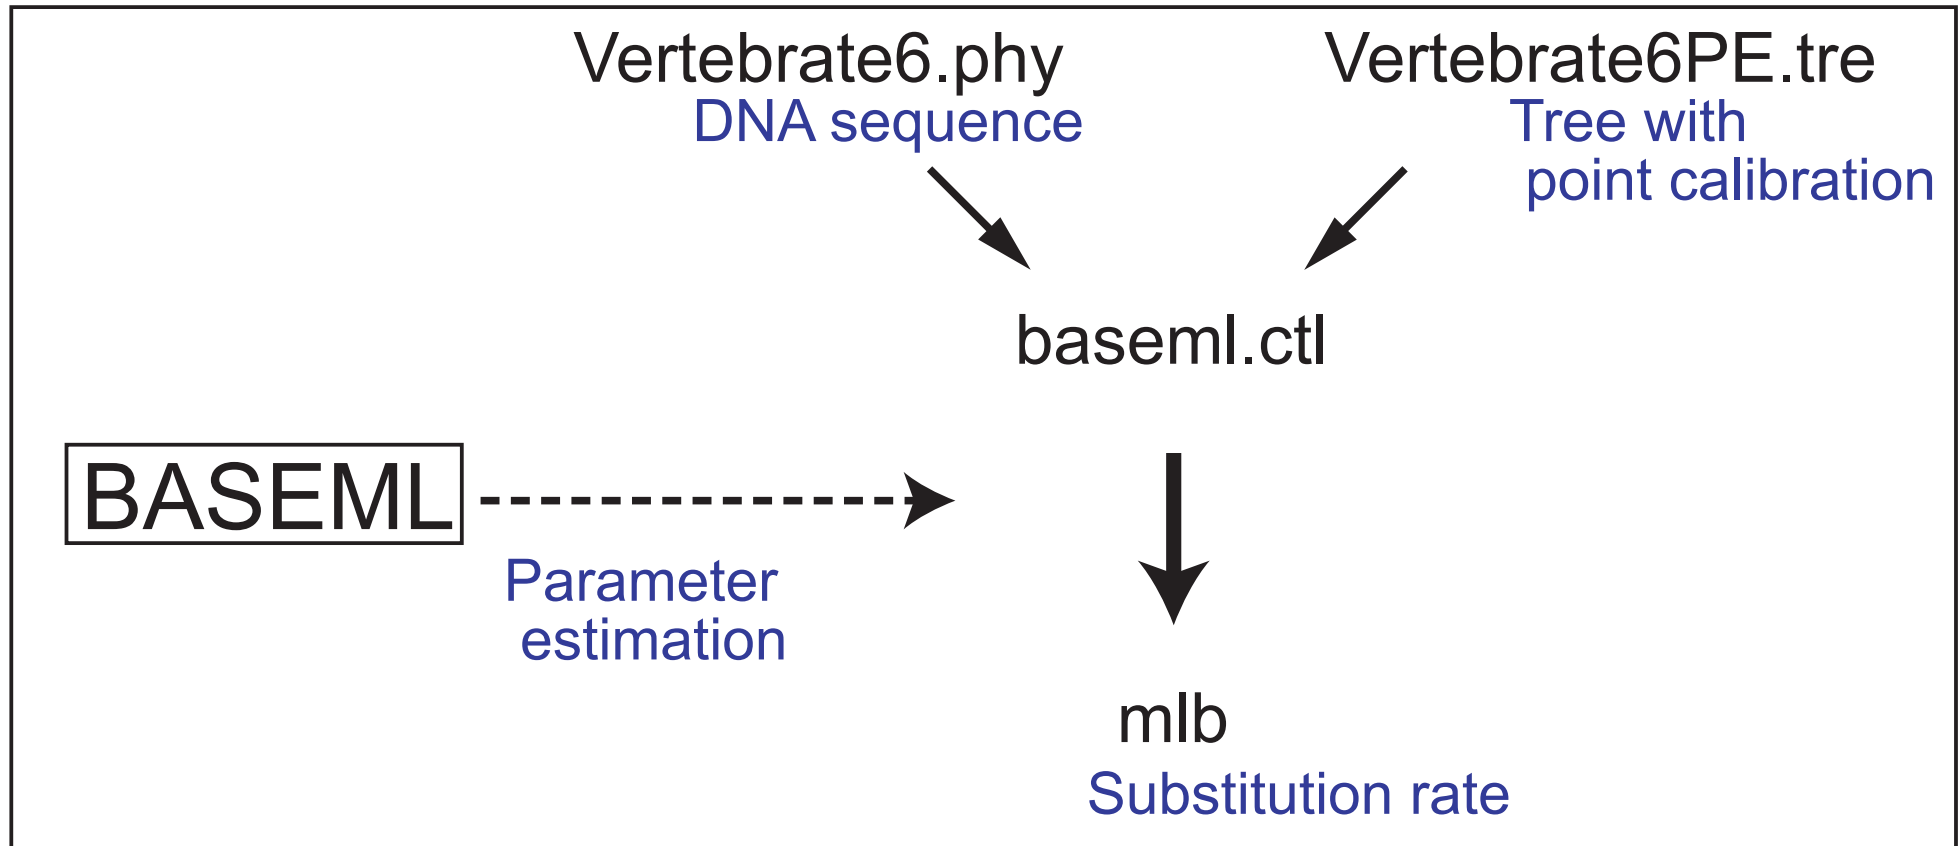 Vertebrate6.phy
DNA sequence
Vertebrate6PE.tre
Tree with
point calibration
baseml.ctl
BASEML
Parameter
estimation
mlb
Substitution rate